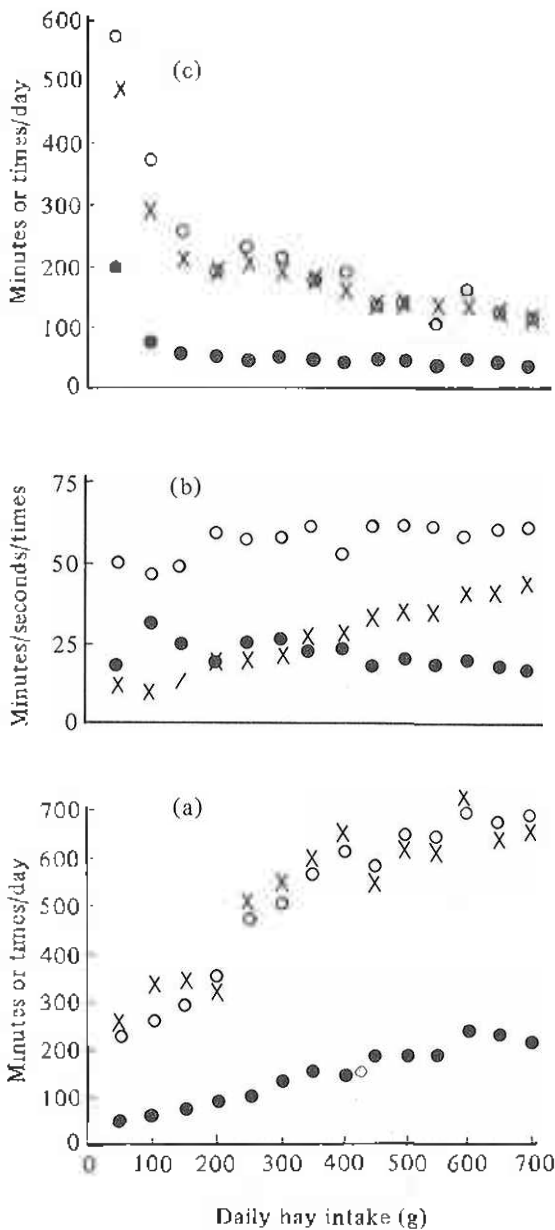 (c)
Minutes or times/day
600
500
400
300
200
100
0
(b)
Minutes/seconds/times
75
50
25
0
(a)
Minutes or times/day
700
600
500
400
300
200
100
0
0 100 200 300 400 500 600 700
Daily hay intake (g)